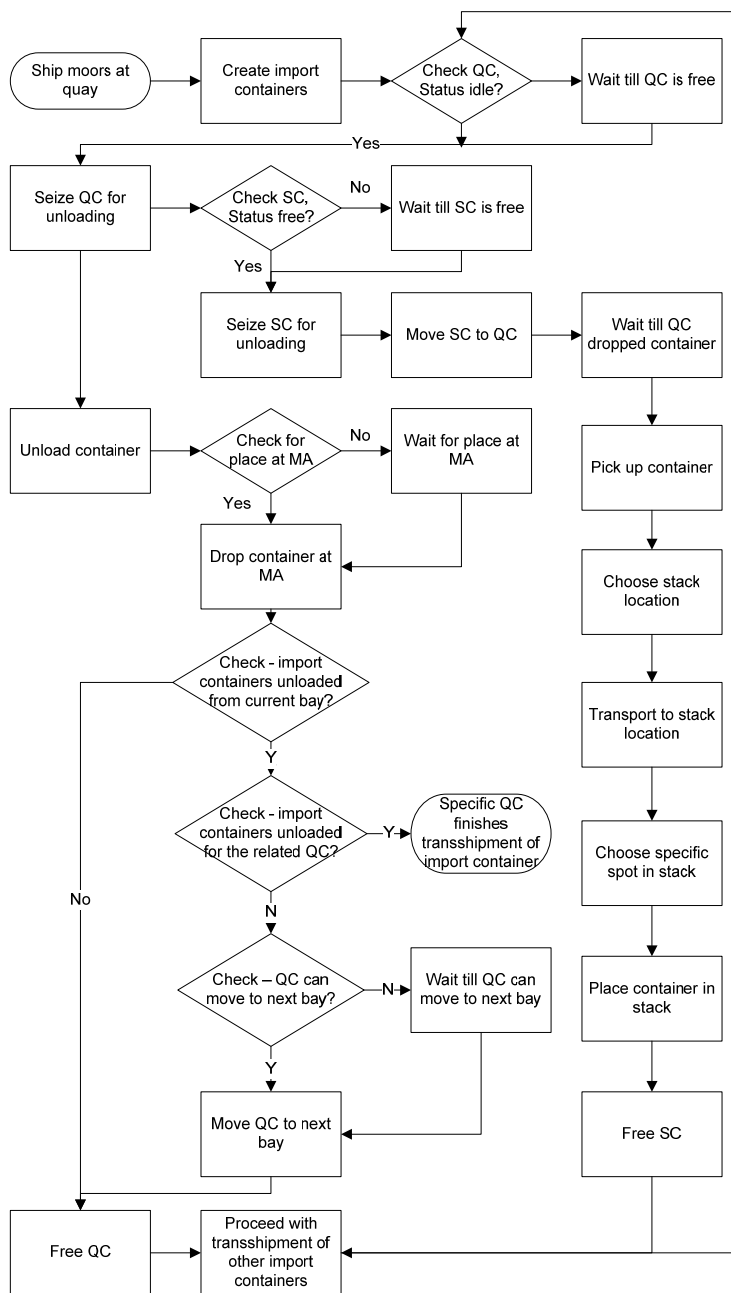 Ship moors at
quay
Create import
containers
Check QC,
Status idle?
Wait till QC is free
Yes
Seize QC for
unloading
Check SC,
Status free?
No
Wait till SC is free
Yes
Seize SC for
unloading
Move SC to QC
Wait till QC
dropped container
Unload container
Check for
place at MA
No
Wait for place at
MA
Pick up container
Yes
Drop container at
MA
Choose stack
location
Check - import
containers unloaded
from current bay?
Transport to stack
location
Y
Check - import
containers unloaded
for the related QC?
Y
Specific QC
finishes
transshipment of
import container
Choose specific
spot in stack
No
N
Check – QC can
move to next bay?
N
Wait till QC can
move to next bay
Place container in
stack
Y
Move QC to next
bay
Free SC
Free QC
Proceed with
transshipment of
other import
containers